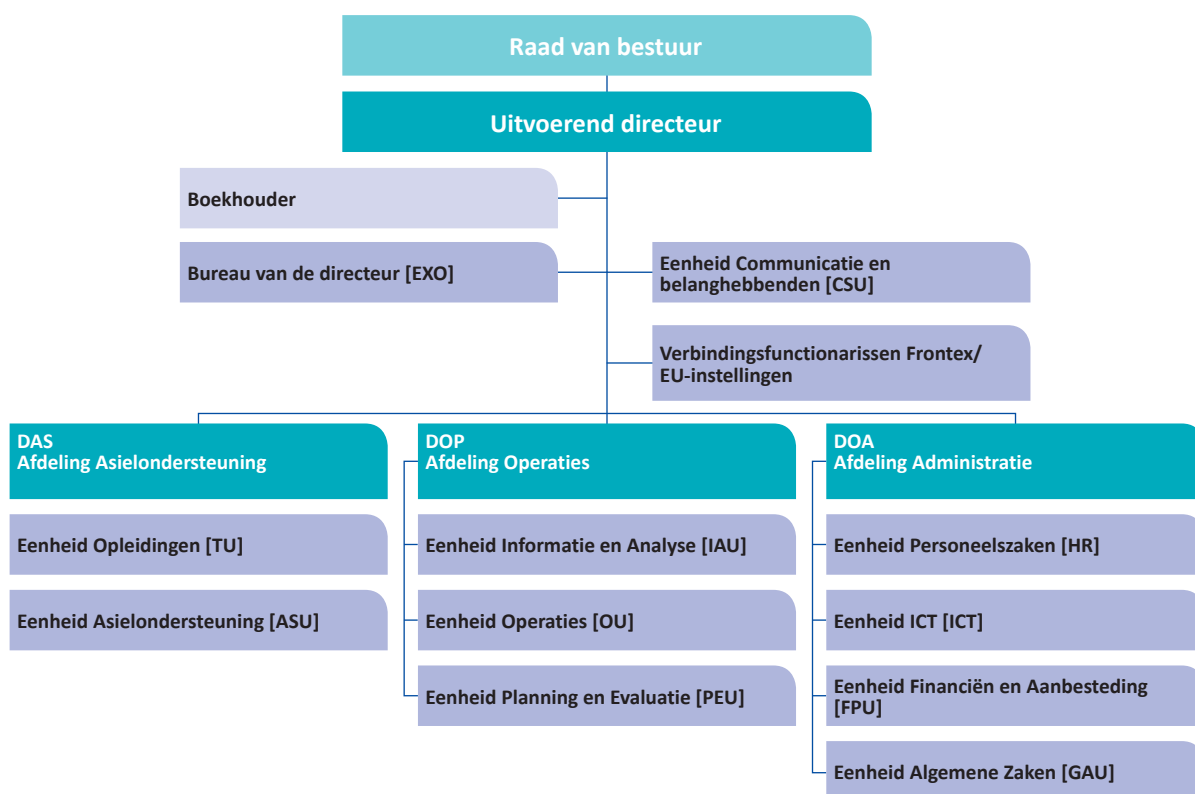 Raad van bestuur
Uitvoerend directeur
Boekhouder
Bureau van de directeur [EXO]
Eenheid Communicatie en
belanghebbenden [CSU]
Verbindingsfunctionarissen Frontex/
EU-instellingen
DAS
Afdeling Asielondersteuning
Eenheid Opleidingen [TU]
Eenheid Asielondersteuning [ASU]
DOP
Afdeling Operaties
Eenheid Informatie en Analyse [IAU]
Eenheid Operaties [OU]
Eenheid Planning en Evaluatie [PEU]
DOA
Afdeling Administratie
Eenheid Personeelszaken [HR]
Eenheid ICT [ICT]
Eenheid Financiën en Aanbesteding
[FPU]
Eenheid Algemene Zaken [GAU]